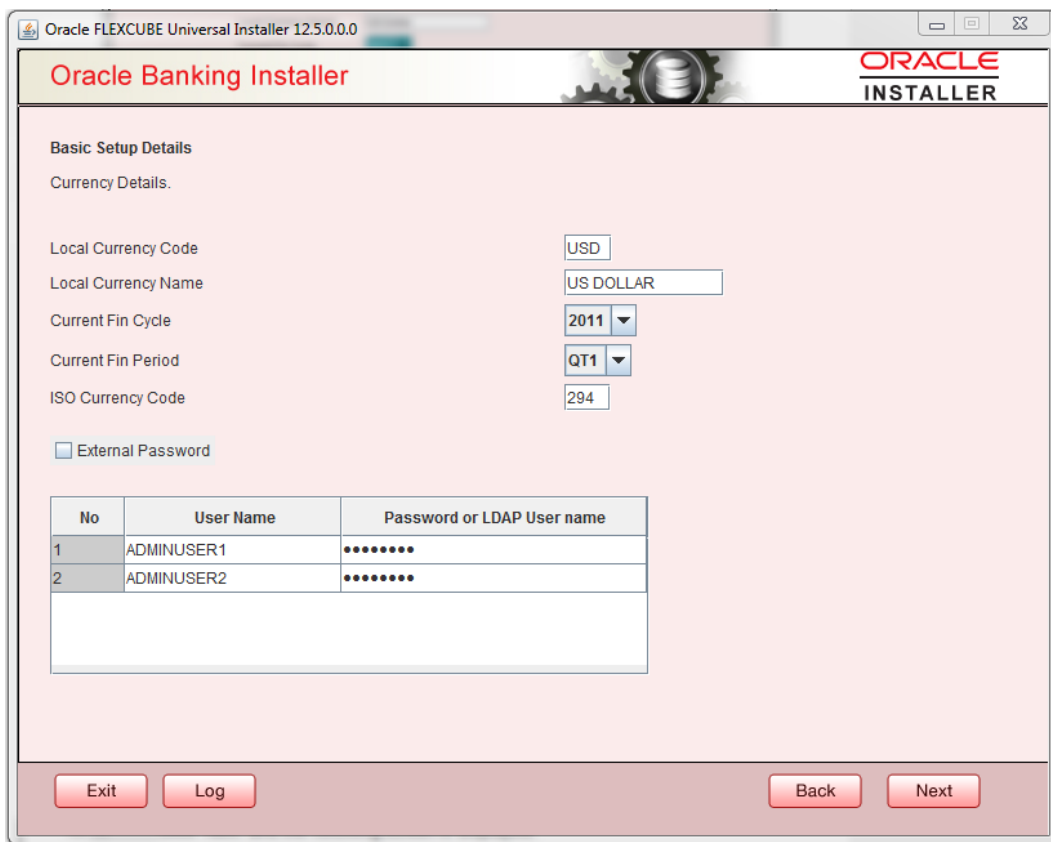 Oracle FLEXCUBE Universal Installer 12.5.0.0.0
Oracle Banking Installer
ORACLE
INSTALLER
Basic Setup Details
Currency Details.
Local Currency Code USD
Local Currency Name US DOLLAR
Current Fin Cycle 2011
Current Fin Period QT1
ISO Currency Code 294
External Password
No User Name Password or LDAP User name
1 ADMINUSER1 ••••••••
2 ADMINUSER2 ••••••••
Exit Log Back Next